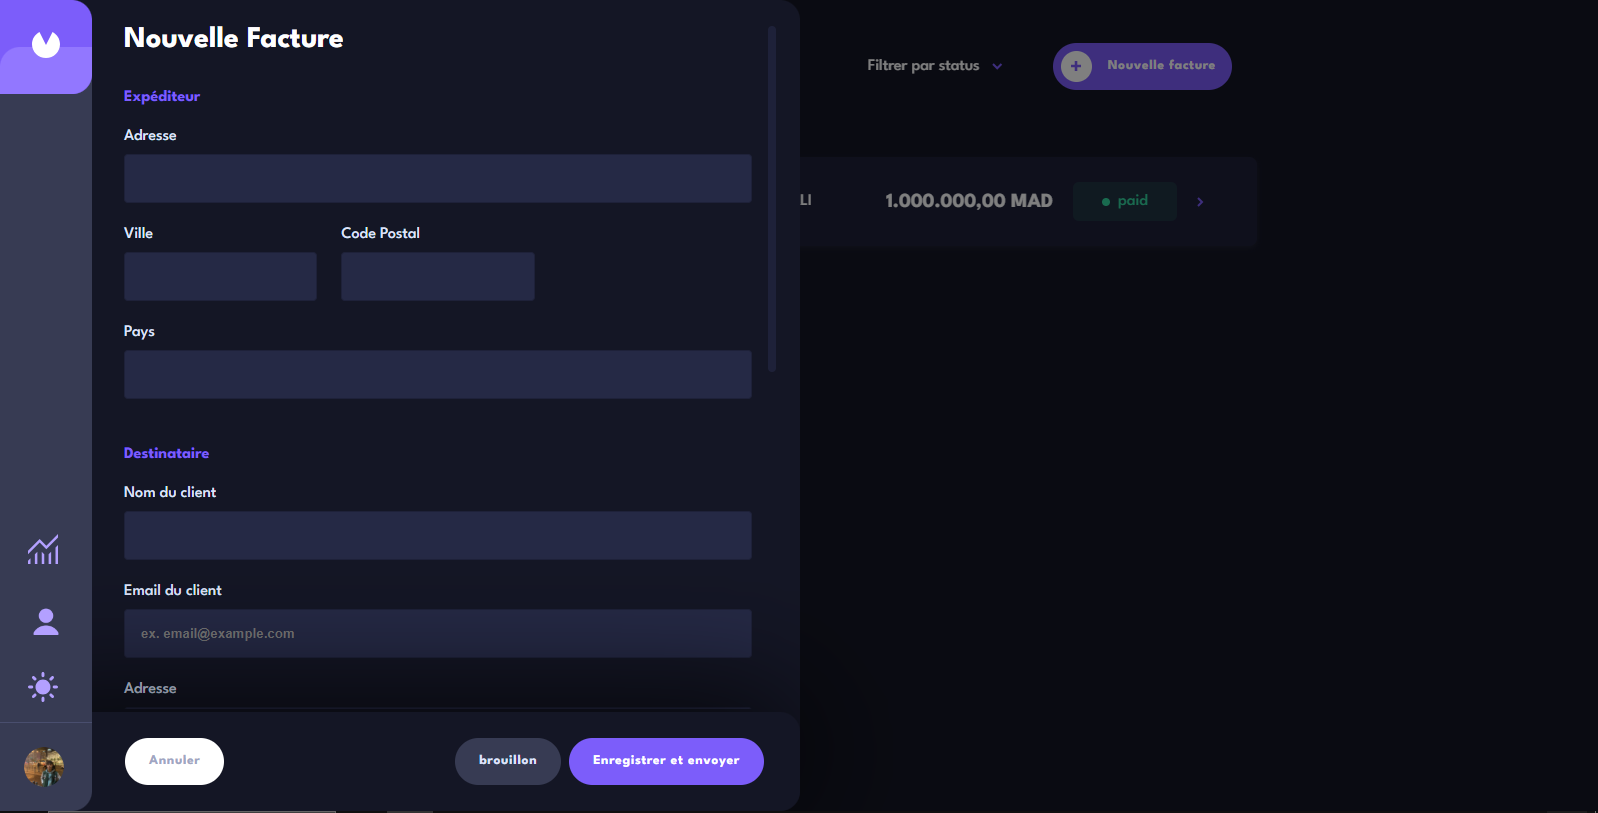 Nouvelle Facture
Expéditeur
Adresse
Ville
Code Postal
Pays
Destinataire
Nom du client
Email du client
ex. email@example.com
Adresse
Annuler
brouillon
Enregistrer et envoyer
Filtrer par status
+ Nouvelle facture
LI
1.000.000,00 MAD
paid